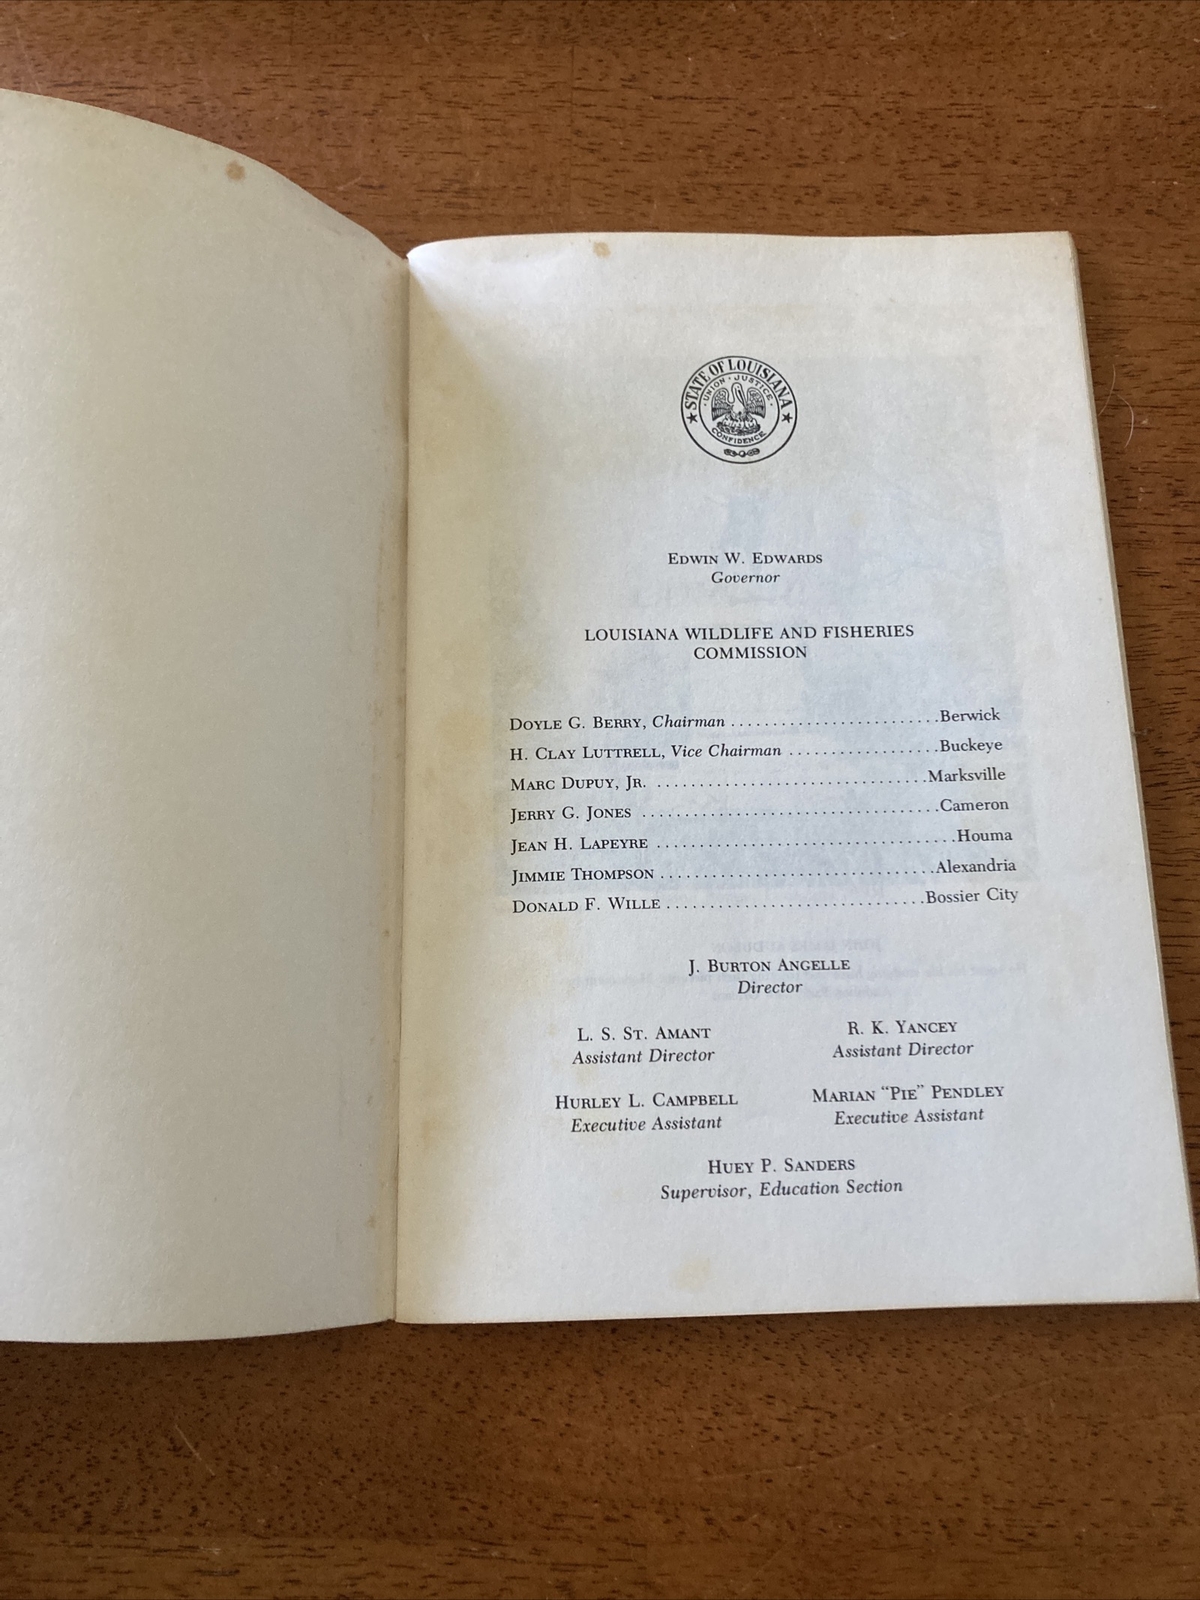 STATE OF LOUISIANA
UNION · JUSTICE
CONFIDENCE
EDWIN W. EDWARDS
Governor
LOUISIANA WILDLIFE AND FISHERIES
COMMISSION
DOYLE G. BERRY, Chairman ........................Berwick
H. CLAY LUTTRELL, Vice Chairman .................Buckeye
MARC DUPUY, JR. ................................Marksville
JERRY G. JONES ..................................Cameron
JEAN H. LAPEYRE ..................................Houma
JIMMIE THOMPSON ................................Alexandria
DONALD F. WILLE ..............................Bossier City
J. BURTON ANGELLE
Director
L. S. ST. AMANT R. K. YANCEY
Assistant Director Assistant Director
HURLEY L. CAMPBELL MARIAN “PIE” PENDLEY
Executive Assistant Executive Assistant
HUEY P. SANDERS
Supervisor, Education Section